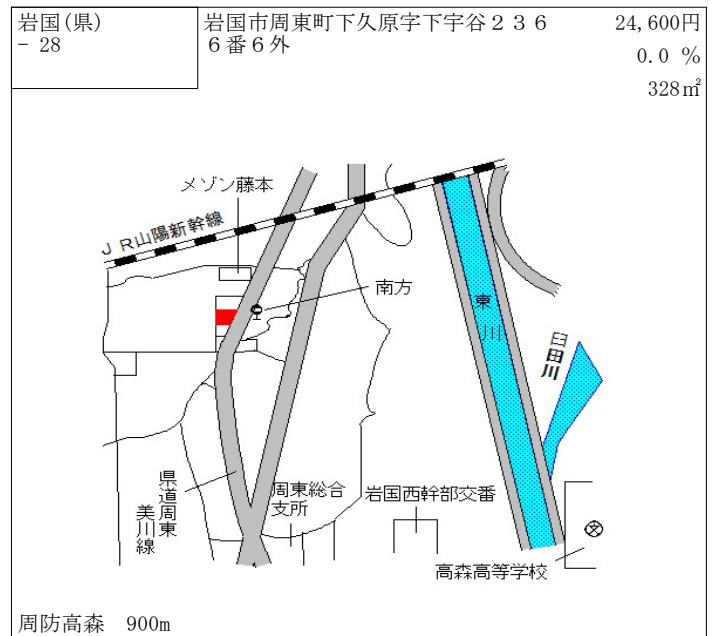 岩国(県)
- 28
岩国市周東町下久原字下宇谷２３６
６番６外
24,600円
0.0 %
328㎡
メゾン藤本
ＪＲ山陽新幹線
南方
東川
臼田川
県道周東
美川線
周東総合
支所
岩国西幹部交番
文
高森高等学校
周防高森　900m